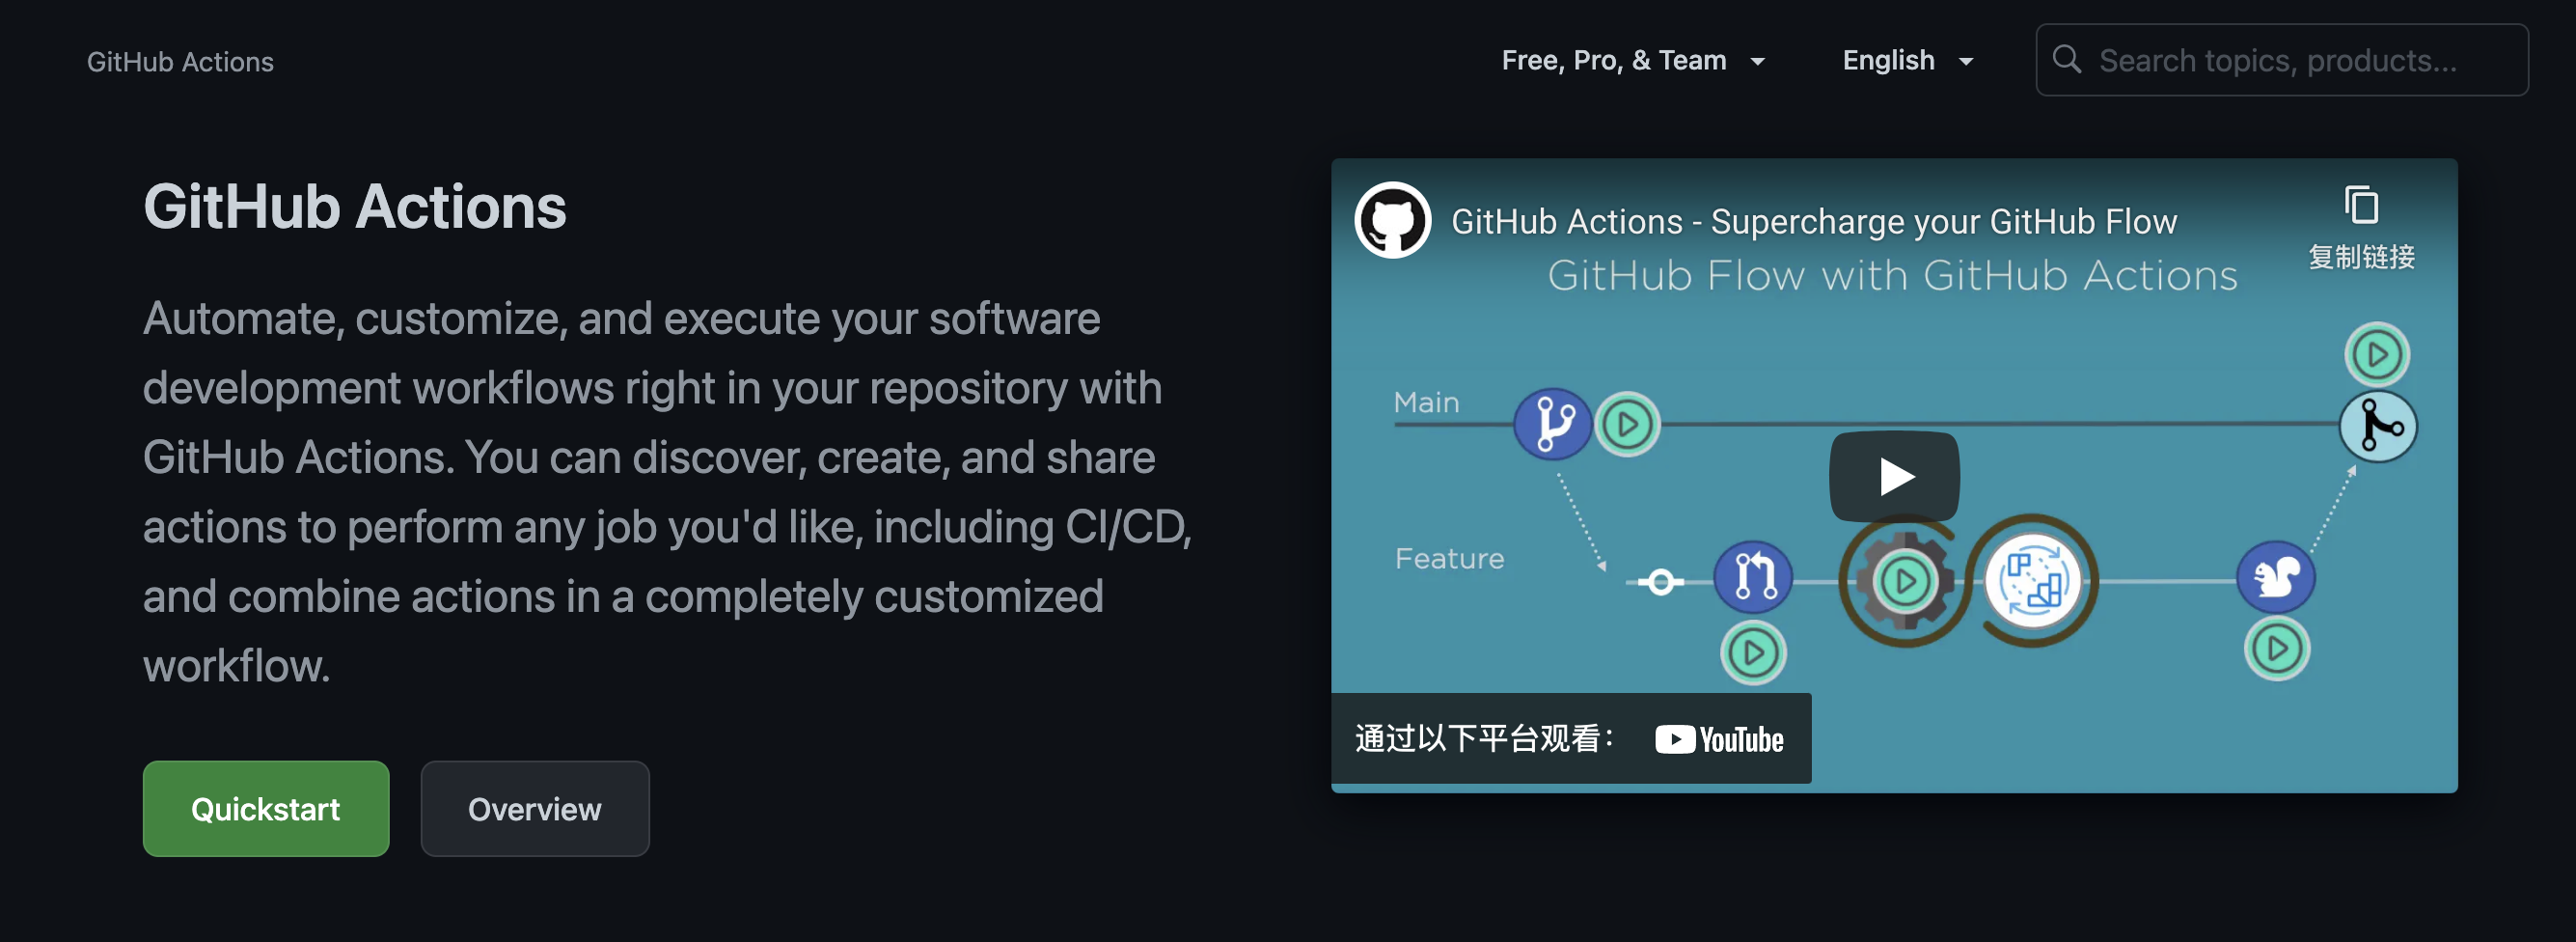 GitHub Actions
Free, Pro, & Team
English
Search topics, products...
GitHub Actions
Automate, customize, and execute your software
development workflows right in your repository with
GitHub Actions. You can discover, create, and share
actions to perform any job you'd like, including CI/CD,
and combine actions in a completely customized
workflow.
Quickstart
Overview
GitHub Actions - Supercharge your GitHub Flow
复制链接
GitHub Flow with GitHub Actions
Main
Feature
通过以下平台观看：
YouTube